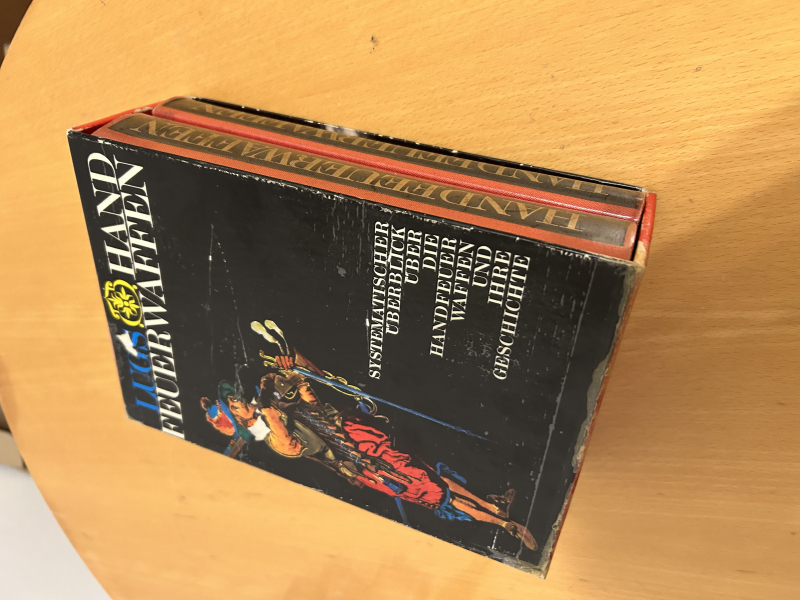 LUGS HAND
FEUERWAFFEN
SYSTEMATISCHER
ÜBERBLICK
ÜBER
DIE
HANDFEUER
WAFFEN
UND
IHRE
GESCHICHTE
HANDFEUERWAFFEN
HANDFEUERWAFFEN